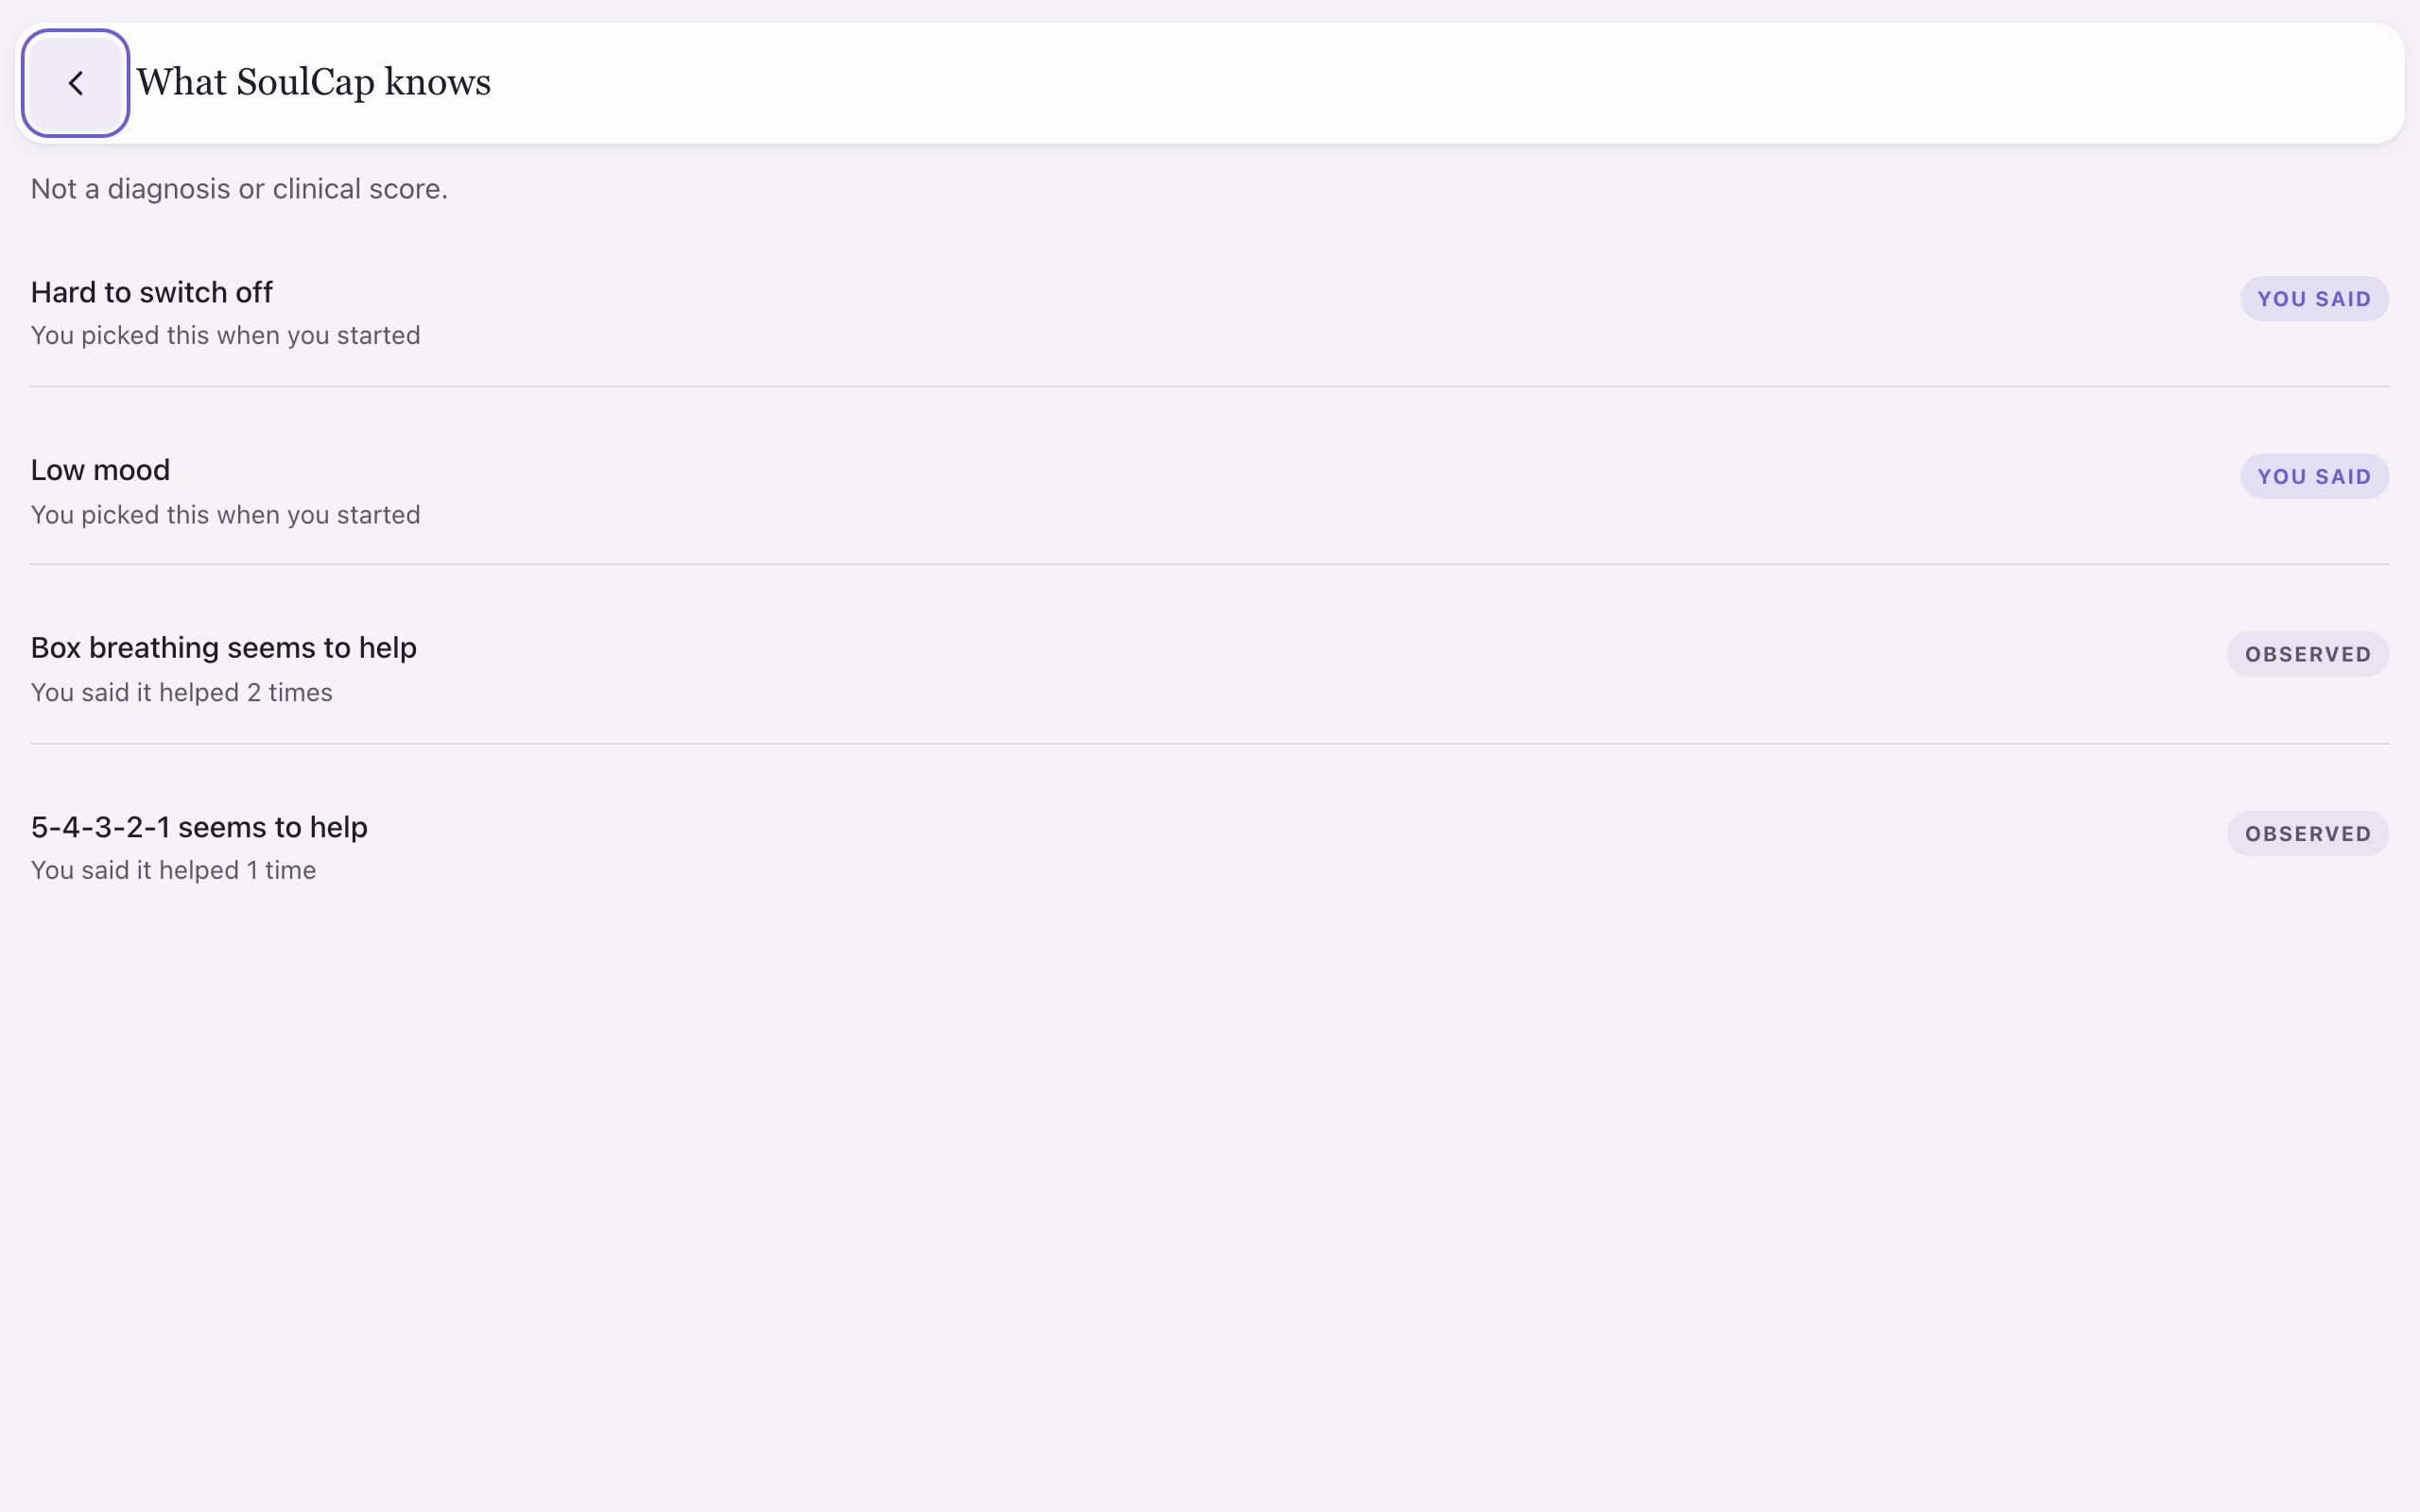 What SoulCap knows
Not a diagnosis or clinical score.
Hard to switch off
YOU SAID
You picked this when you started
Low mood
YOU SAID
You picked this when you started
Box breathing seems to help
OBSERVED
You said it helped 2 times
5-4-3-2-1 seems to help
OBSERVED
You said it helped 1 time